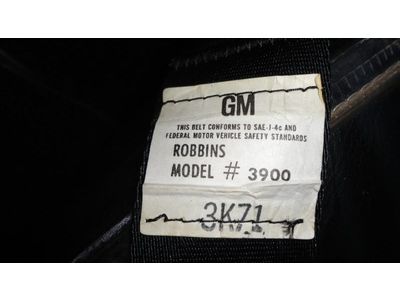 GM
THIS BELT CONFORMS TO SAE-J-4c AND
FEDERAL MOTOR VEHICLE SAFETY STANDARDS
ROBBINS
MODEL # 3900
3K71